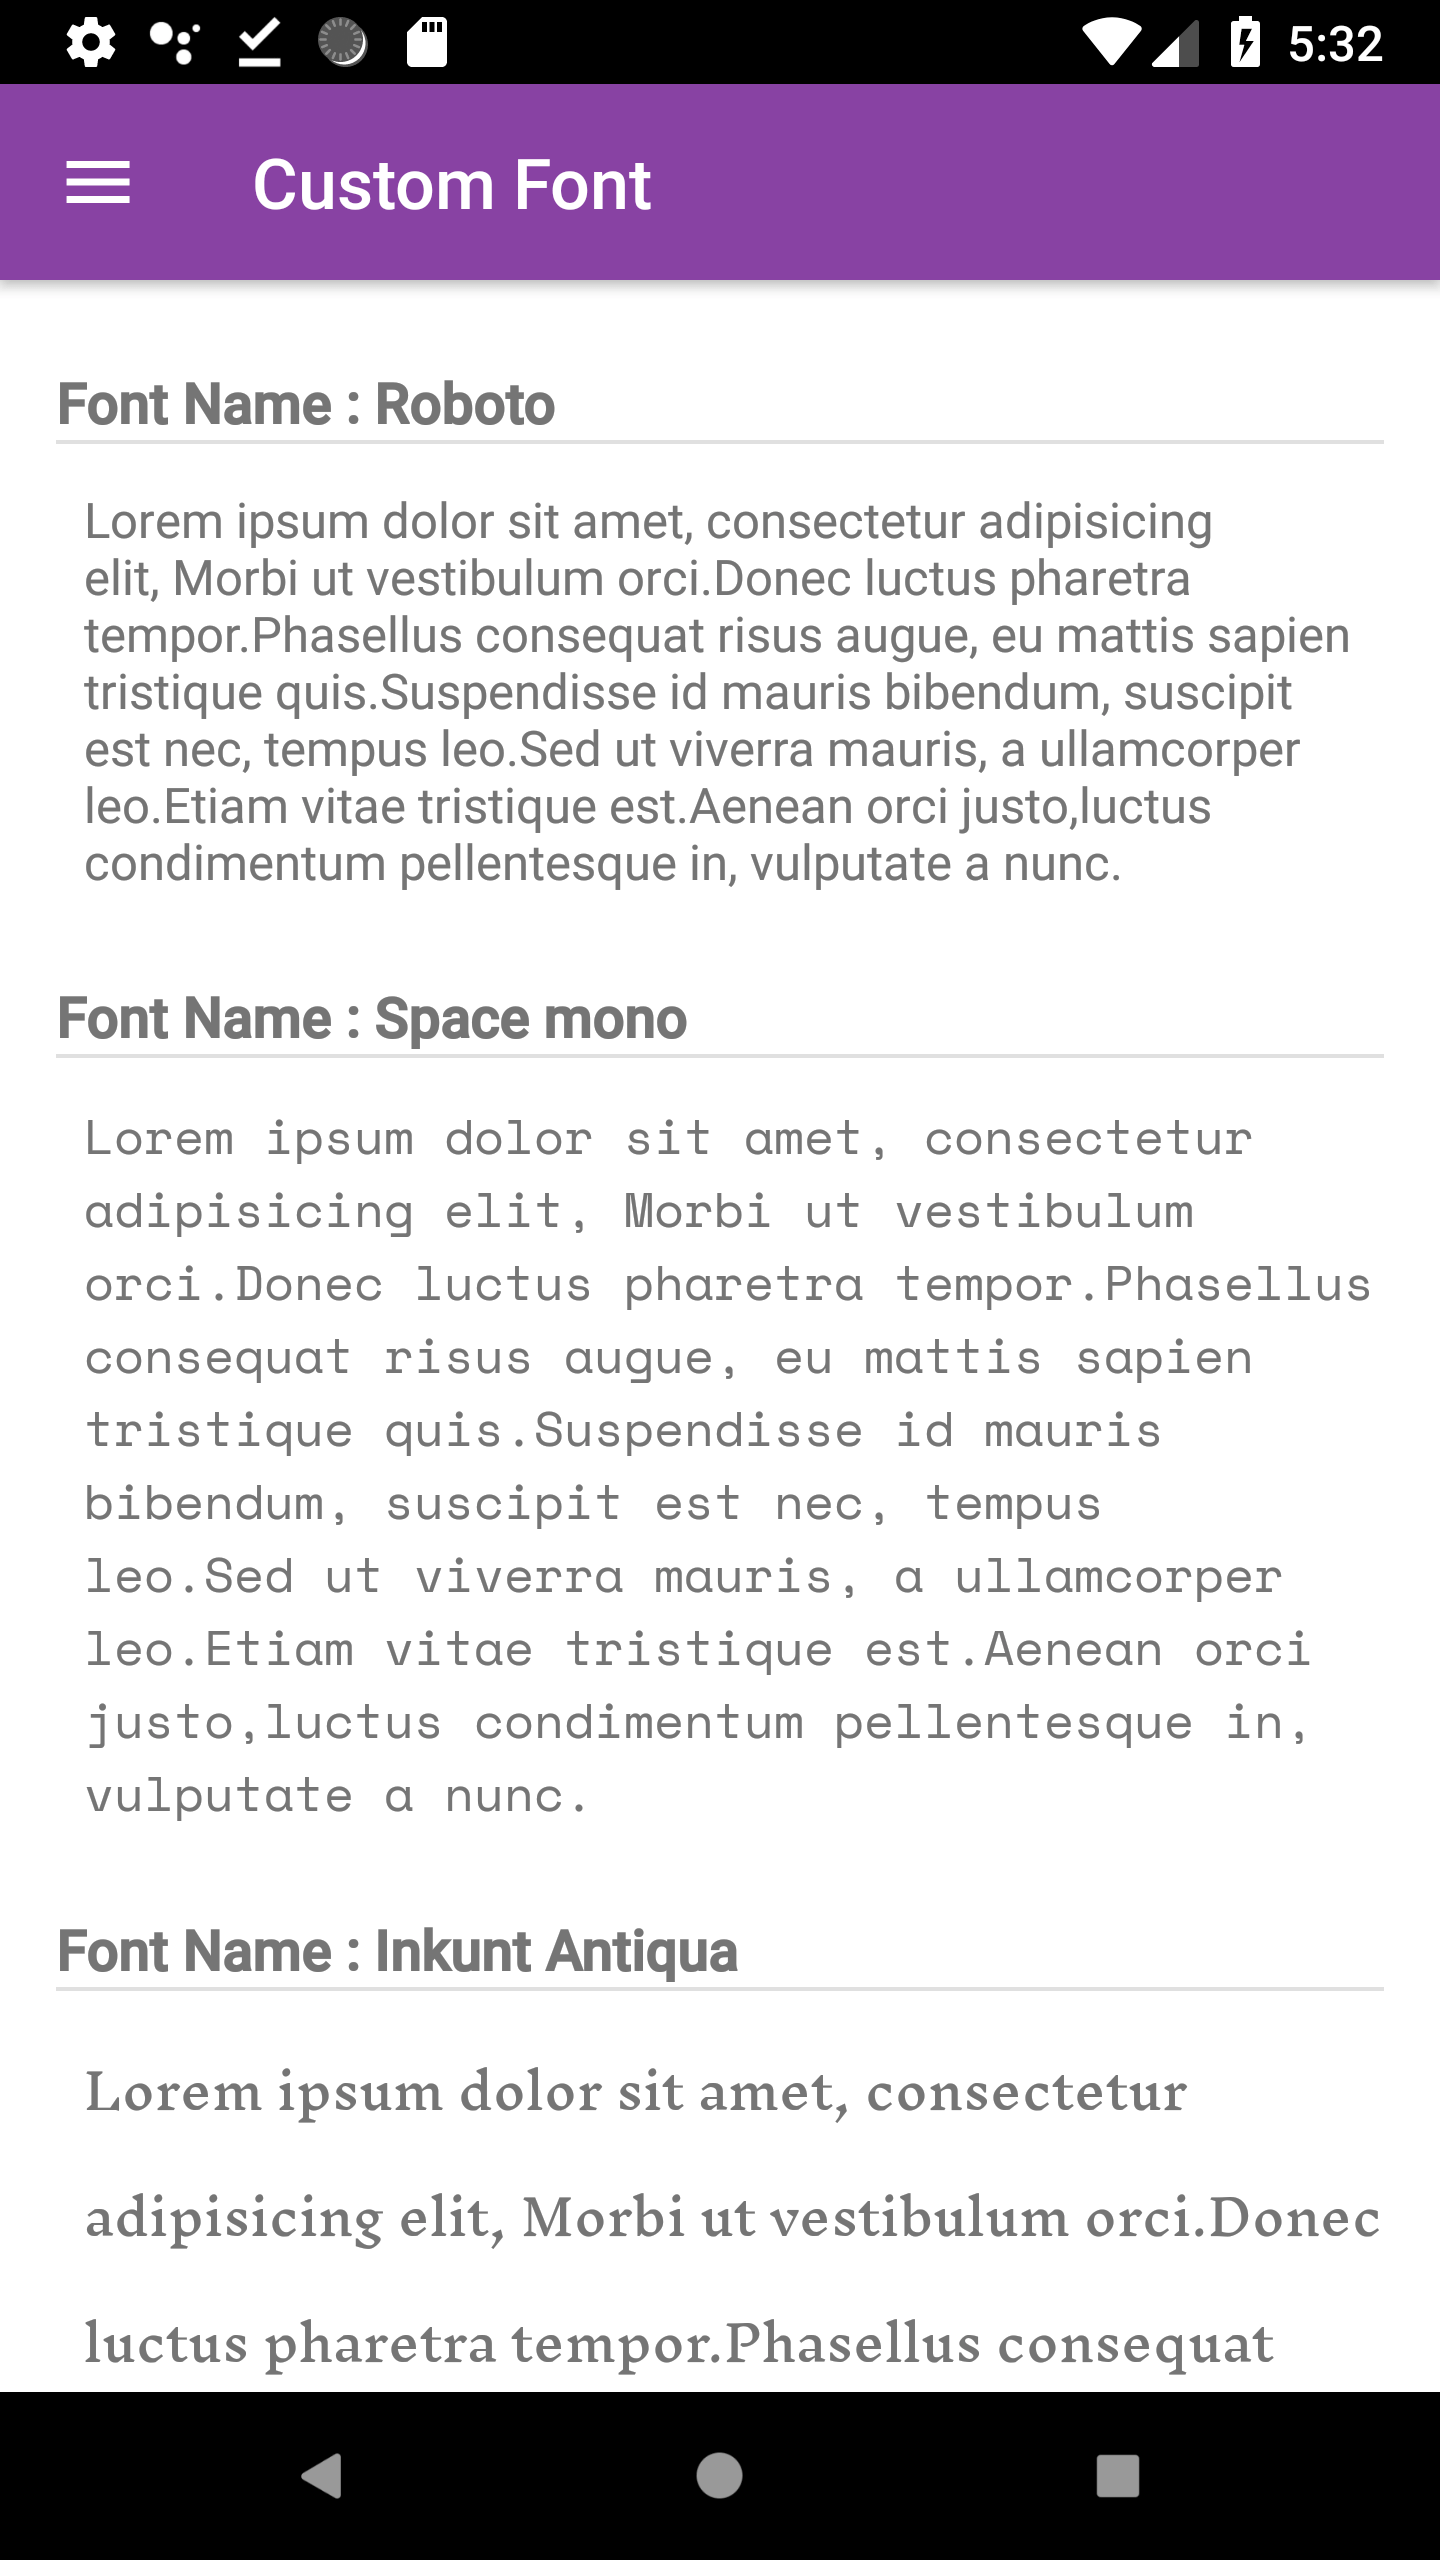 5:32
Custom Font
Font Name : Roboto
Lorem ipsum dolor sit amet, consectetur adipisicing
elit, Morbi ut vestibulum orci.Donec luctus pharetra
tempor.Phasellus consequat risus augue, eu mattis sapien
tristique quis.Suspendisse id mauris bibendum, suscipit
est nec, tempus leo.Sed ut viverra mauris, a ullamcorper
leo.Etiam vitae tristique est.Aenean orci justo,luctus
condimentum pellentesque in, vulputate a nunc.
Font Name : Space mono
Lorem ipsum dolor sit amet, consectetur
adipisicing elit, Morbi ut vestibulum
orci.Donec luctus pharetra tempor.Phasellus
consequat risus augue, eu mattis sapien
tristique quis.Suspendisse id mauris
bibendum, suscipit est nec, tempus
leo.Sed ut viverra mauris, a ullamcorper
leo.Etiam vitae tristique est.Aenean orci
justo,luctus condimentum pellentesque in,
vulputate a nunc.
Font Name : Inkunt Antiqua
Lorem ipsum dolor sit amet, consectetur
adipisicing elit, Morbi ut vestibulum orci.Donec
luctus pharetra tempor.Phasellus consequat